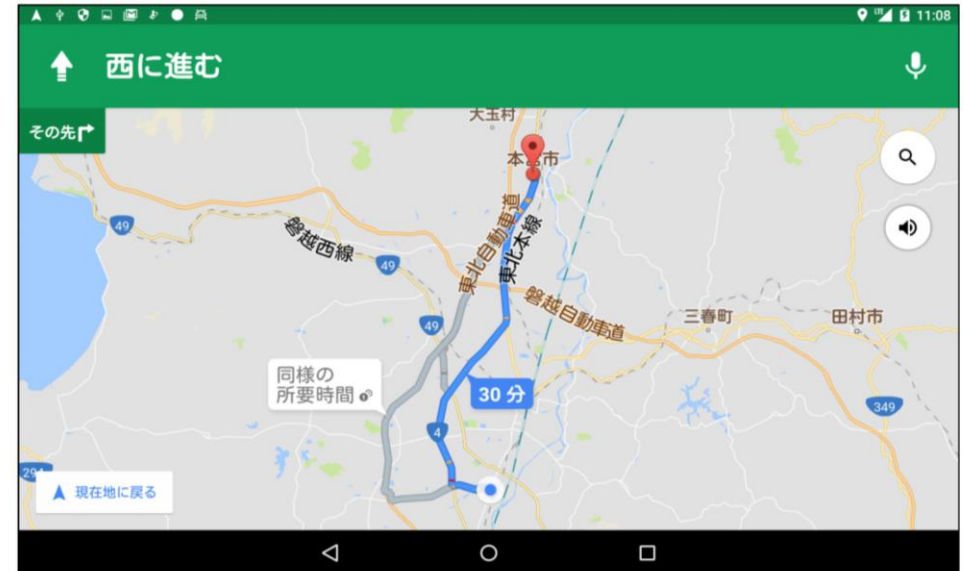 11:08
西に進む
その先
大玉村
本宮市
49
磐越西線
49
東北自動車道
東北本線
49
磐越自動車道
三春町
田村市
同様の
所要時間
30 分
349
4
294
現在地に戻る